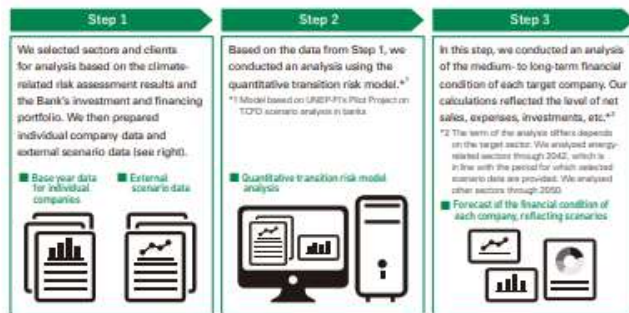 Step 1
We selected sectors and clients
for analysis based on the climate-
related risk assessment results and
the Bank's investment and financing
portfolio. We then prepared
individual company data and
external scenario data (see right).
■ Base year data
for individual
companies
■ External
scenario data
Step 2
Based on the data from Step 1, we
conducted an analysis using the
quantitative transition risk model.*1
*1 Model based on UNEP-FI's Pilot Project on
TCFD scenario analysis in banks
■ Quantitative transition risk model
analysis
Step 3
In this step, we conducted an analysis
of the medium- to long-term financial
condition of each target company. Our
calculations reflected the level of net
sales, expenses, investments, etc.*2
*2 The term of the analysis differs depends
on the target sector. We analyzed energy-
related sectors through 2042, which is
in line with the period for which selected
scenario data are provided. We analyzed
other sectors through 2050.
■ Forecast of the financial condition of
each company, reflecting scenarios